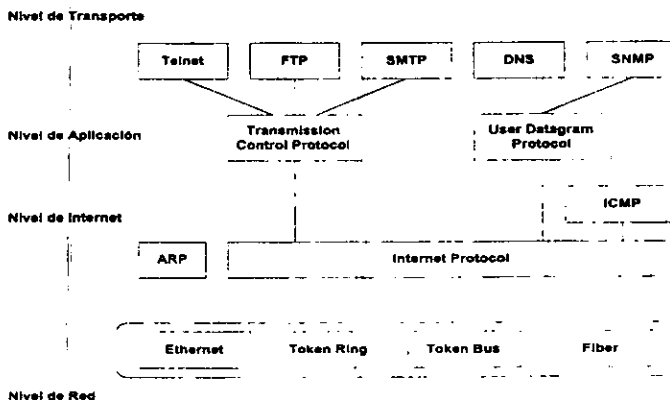 Nivel de Transporte
Telnet
FTP
SMTP
DNS
SNMP
Nivel de Aplicación
Transmission
Control Protocol
User Datagram
Protocol
Nivel de Internet
ICMP
ARP
Internet Protocol
Ethernet
Token Ring
Token Bus
Fiber
Nivel de Red